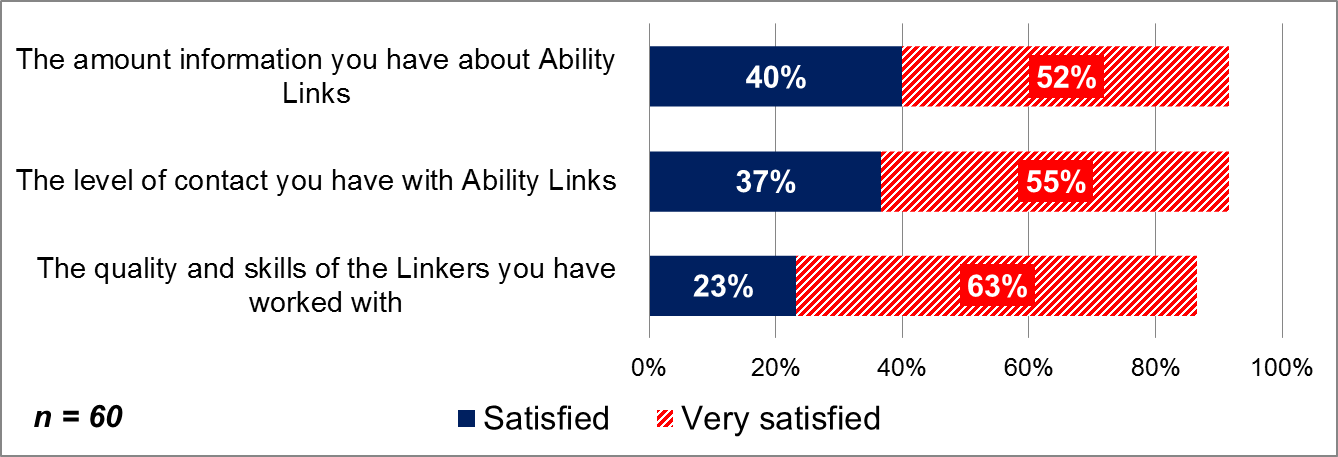 The amount information you have about Ability
Links
40%
52%
The level of contact you have with Ability Links
37%
55%
The quality and skills of the Linkers you have
worked with
23%
63%
0% 20% 40% 60% 80% 100%
n = 60
Satisfied Very satisfied